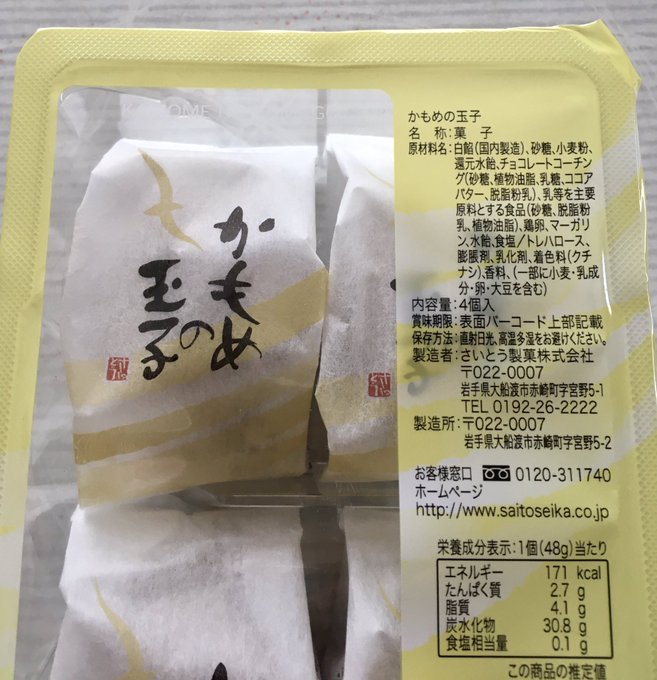 かもめの
玉子
かもめの玉子
名 称:菓 子
原材料名:白餡(国内製造)、砂糖、小麦粉、
還元水飴、チョコレートコーチン
グ(砂糖、植物油脂、乳糖、ココア
バター、脱脂粉乳)、乳等を主要
原料とする食品(砂糖、脱脂粉
乳、植物油脂)、鶏卵、マーガリ
ン、水飴、食塩/トレハロース、
膨脹剤、乳化剤、着色料(クチ
ナシ)、香料、(一部に小麦・乳成
分・卵・大豆を含む)
内容量:4個入
賞味期限:表面バーコード上部記載
保存方法:直射日光、高温多湿をお避けください。
製造者:さいとう製菓株式会社
〒022-0007
岩手県大船渡市赤崎町字宮野5-1
TEL 0192-26-2222
製造所:〒022-0007
岩手県大船渡市赤崎町字宮野5-2
お客様窓口 0120-311740
ホームページ
http://www.saitoseika.co.jp
栄養成分表示:1個(48g)当たり
エネルギー 171 kcal
たんぱく質 2.7 g
脂質 4.1 g
炭水化物 30.8 g
食塩相当量 0.1 g
この商品の推定値